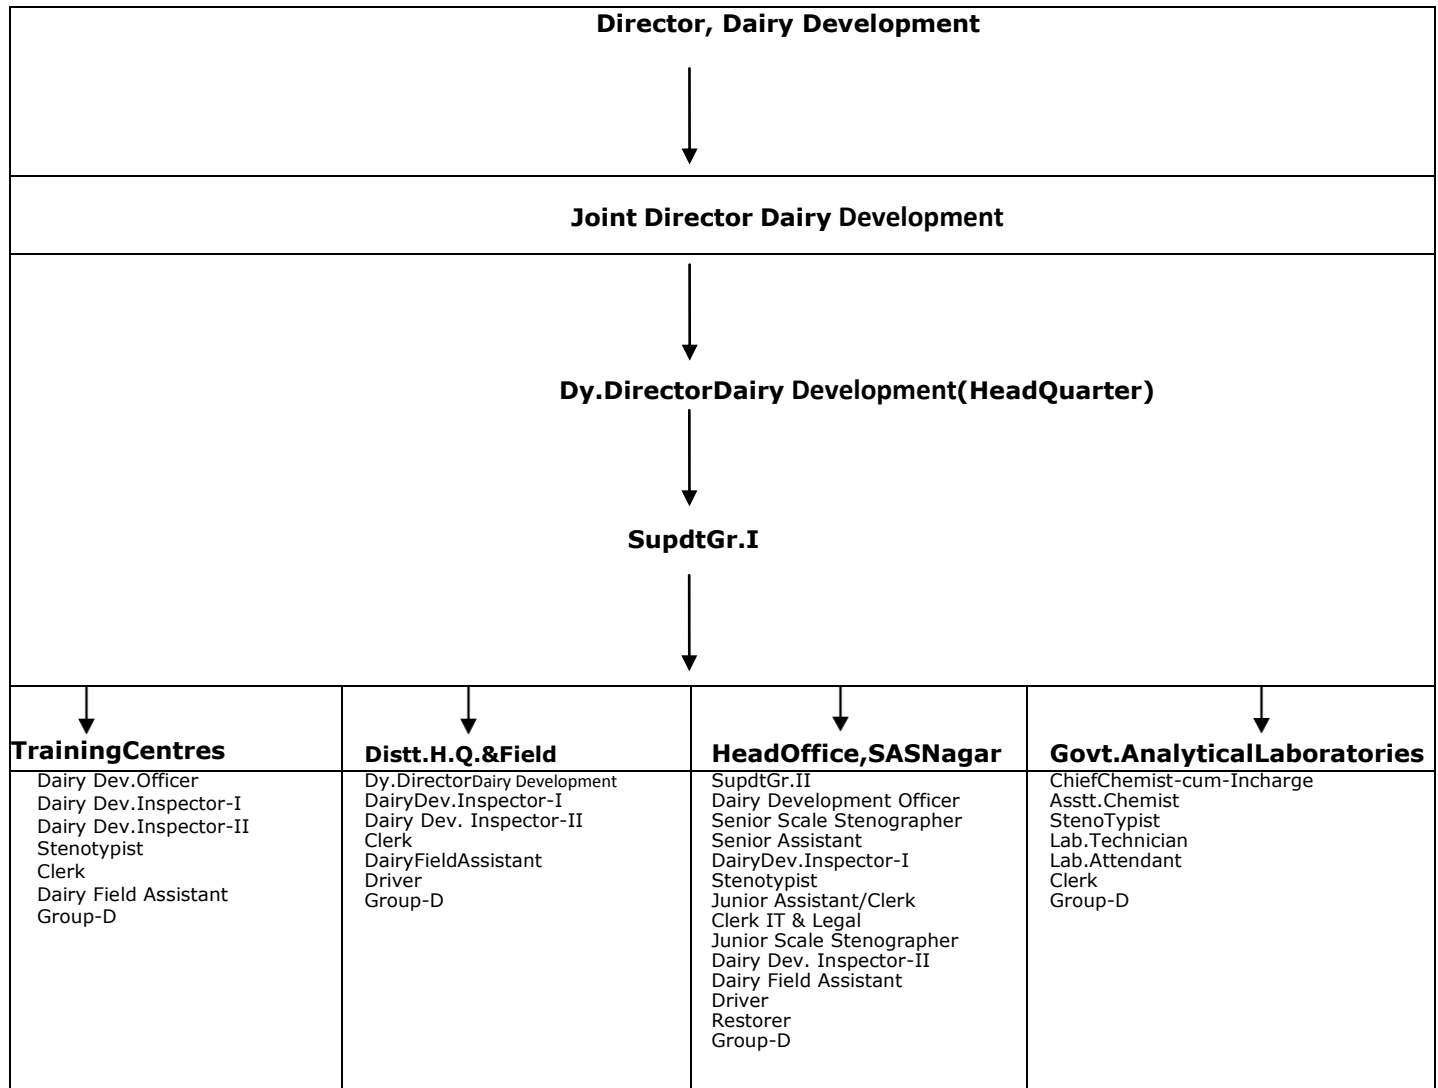 Director, Dairy Development
Joint Director Dairy Development
Dy.DirectorDairy Development(HeadQuarter)
SupdtGr.I
TrainingCentres
Dairy Dev.Officer
Dairy Dev.Inspector-I
Dairy Dev.Inspector-II
Stenotypist
Clerk
Dairy Field Assistant
Group-D
Distt.H.Q.&Field
Dy.DirectorDairy Development
DairyDev.Inspector-I
Dairy Dev. Inspector-II
Clerk
DairyFieldAssistant
Driver
Group-D
HeadOffice,SASNagar
SupdtGr.II
Dairy Development Officer
Senior Scale Stenographer
Senior Assistant
DairyDev.Inspector-I
Stenotypist
Junior Assistant/Clerk
Clerk IT & Legal
Junior Scale Stenographer
Dairy Dev. Inspector-II
Dairy Field Assistant
Driver
Restorer
Group-D
Govt.AnalyticalLaboratories
ChiefChemist-cum-Incharge
Asstt.Chemist
StenoTypist
Lab.Technician
Lab.Attendant
Clerk
Group-D